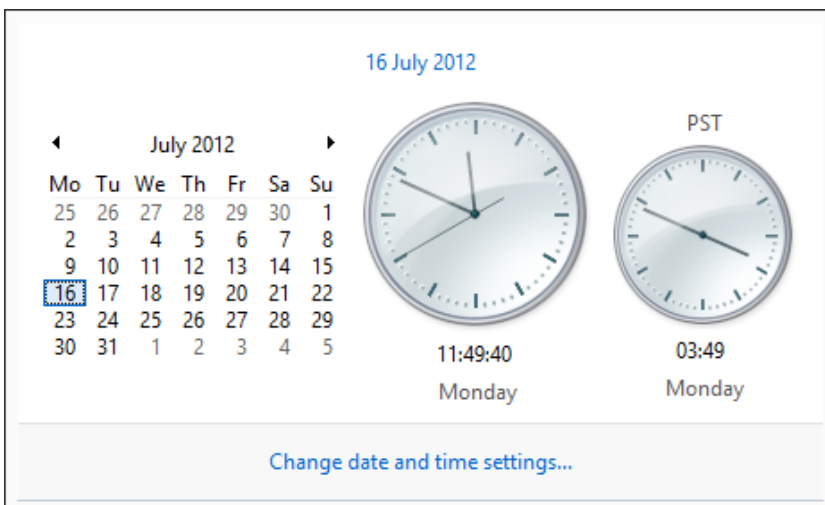 16 July 2012
July 2012
Mo Tu We Th Fr Sa Su
25 26 27 28 29 30 1
2 3 4 5 6 7 8
9 10 11 12 13 14 15
16 17 18 19 20 21 22
23 24 25 26 27 28 29
30 31 1 2 3 4 5
11:49:40
Monday
PST
03:49
Monday
Change date and time settings...